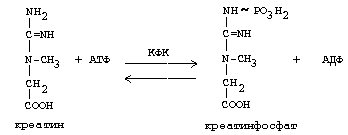 NH₂ NH~PO₃H₂
C=NH C=NH
N-CH₃ + АТФ КФК N-CH₃ + АДФ
CH₂ CH₂
COOH COOH
креатин креатинфосфат